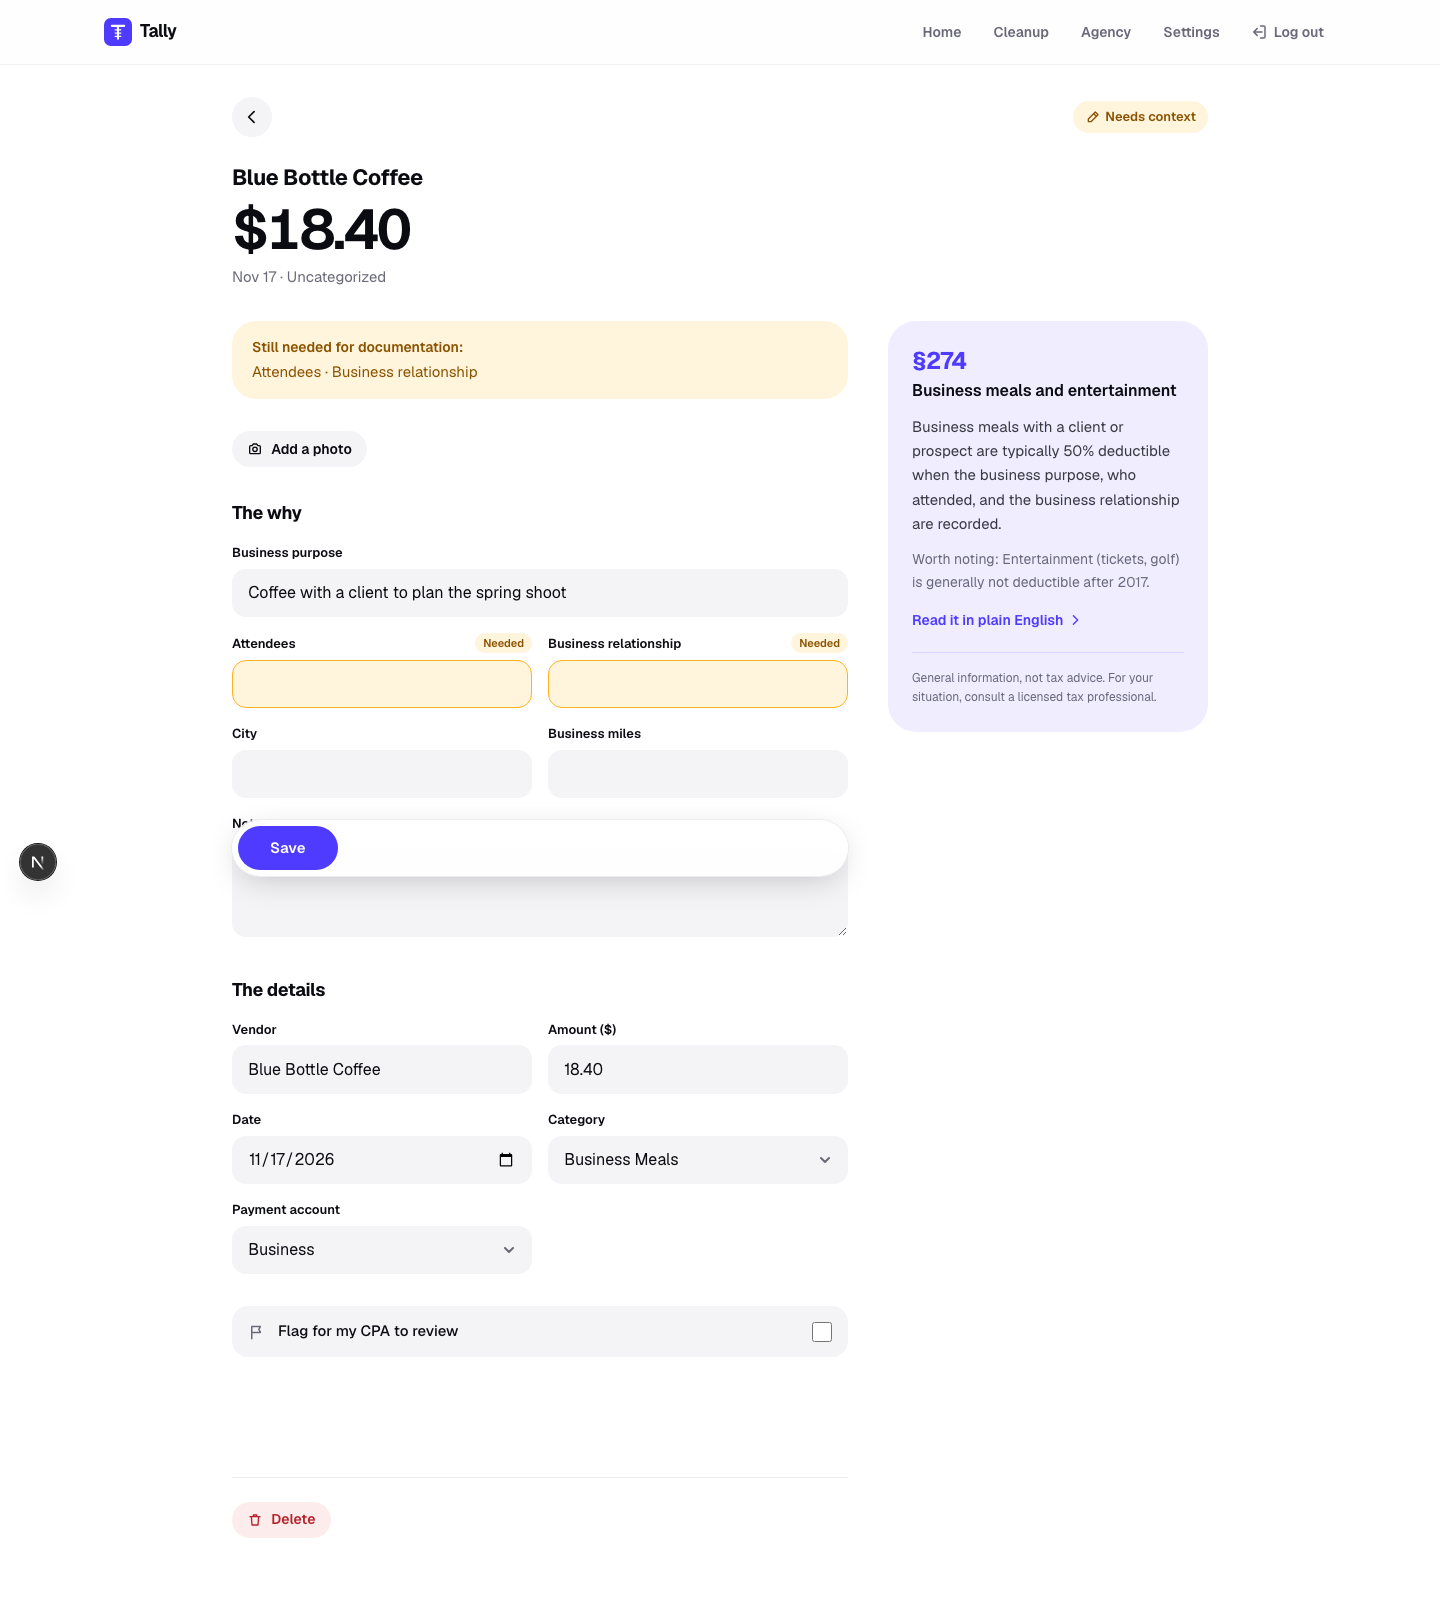 Tally
Home
Cleanup
Agency
Settings
Log out
Needs context
Blue Bottle Coffee
$18.40
Nov 17 · Uncategorized
Still needed for documentation:
Attendees · Business relationship
Add a photo
The why
Business purpose
Coffee with a client to plan the spring shoot
Attendees
Needed
Business relationship
Needed
City
Business miles
Save
The details
Vendor
Amount ($)
Blue Bottle Coffee
18.40
Date
Category
11/17/2026
Business Meals
Payment account
Business
Flag for my CPA to review
Delete
§274
Business meals and entertainment
Business meals with a client or
prospect are typically 50% deductible
when the business purpose, who
attended, and the business relationship
are recorded.
Worth noting: Entertainment (tickets, golf)
is generally not deductible after 2017.
Read it in plain English
General information, not tax advice. For your
situation, consult a licensed tax professional.